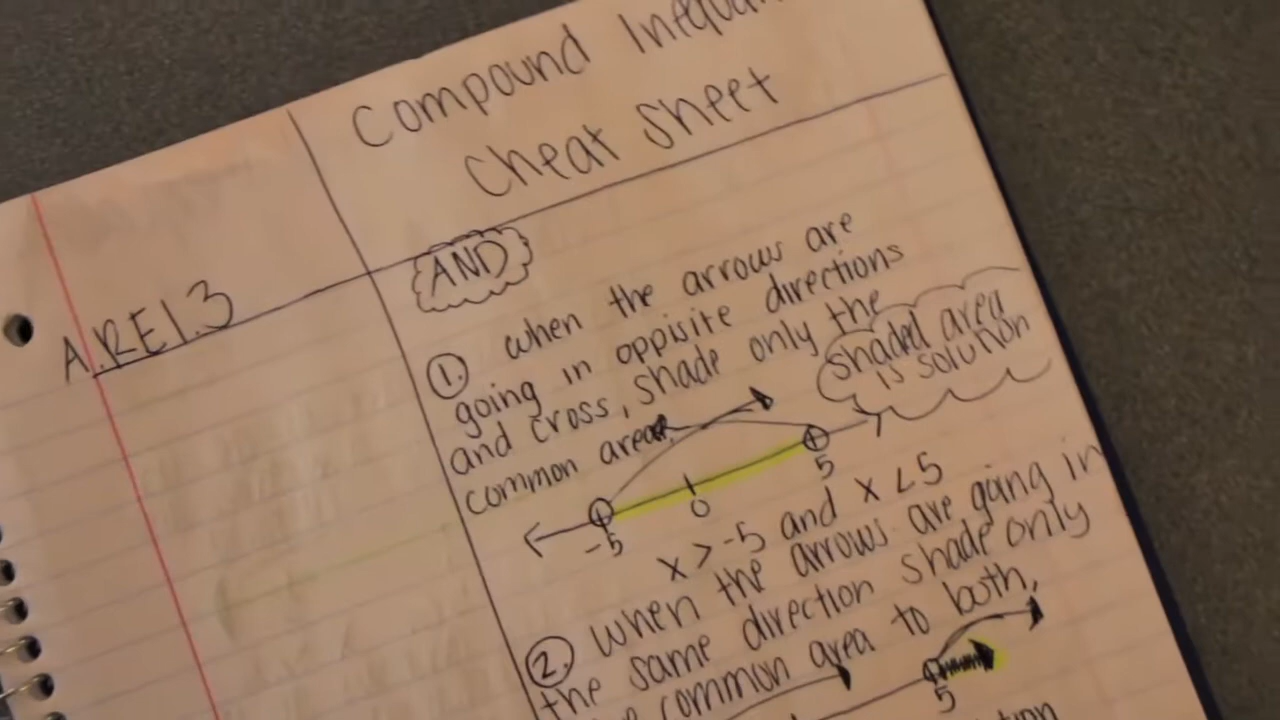 Compound
Cheat Sheet
A.REI.3
AND
1. when the arrows are
going in opposite directions
and cross, shade only the
common area.
shaded area
is solution
-5 0 5
x > -5 and x < 5
2. when the arrows are going in
the same direction shade only
common area to both,
5